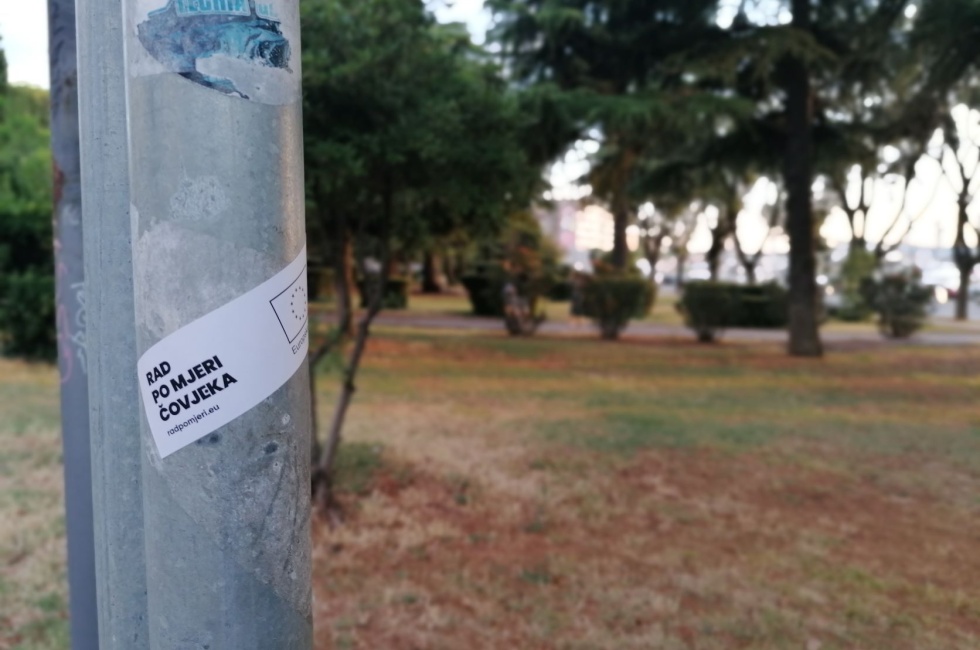 RAD
PO MJERI
ČOVJEKA
radpomjeri.eu